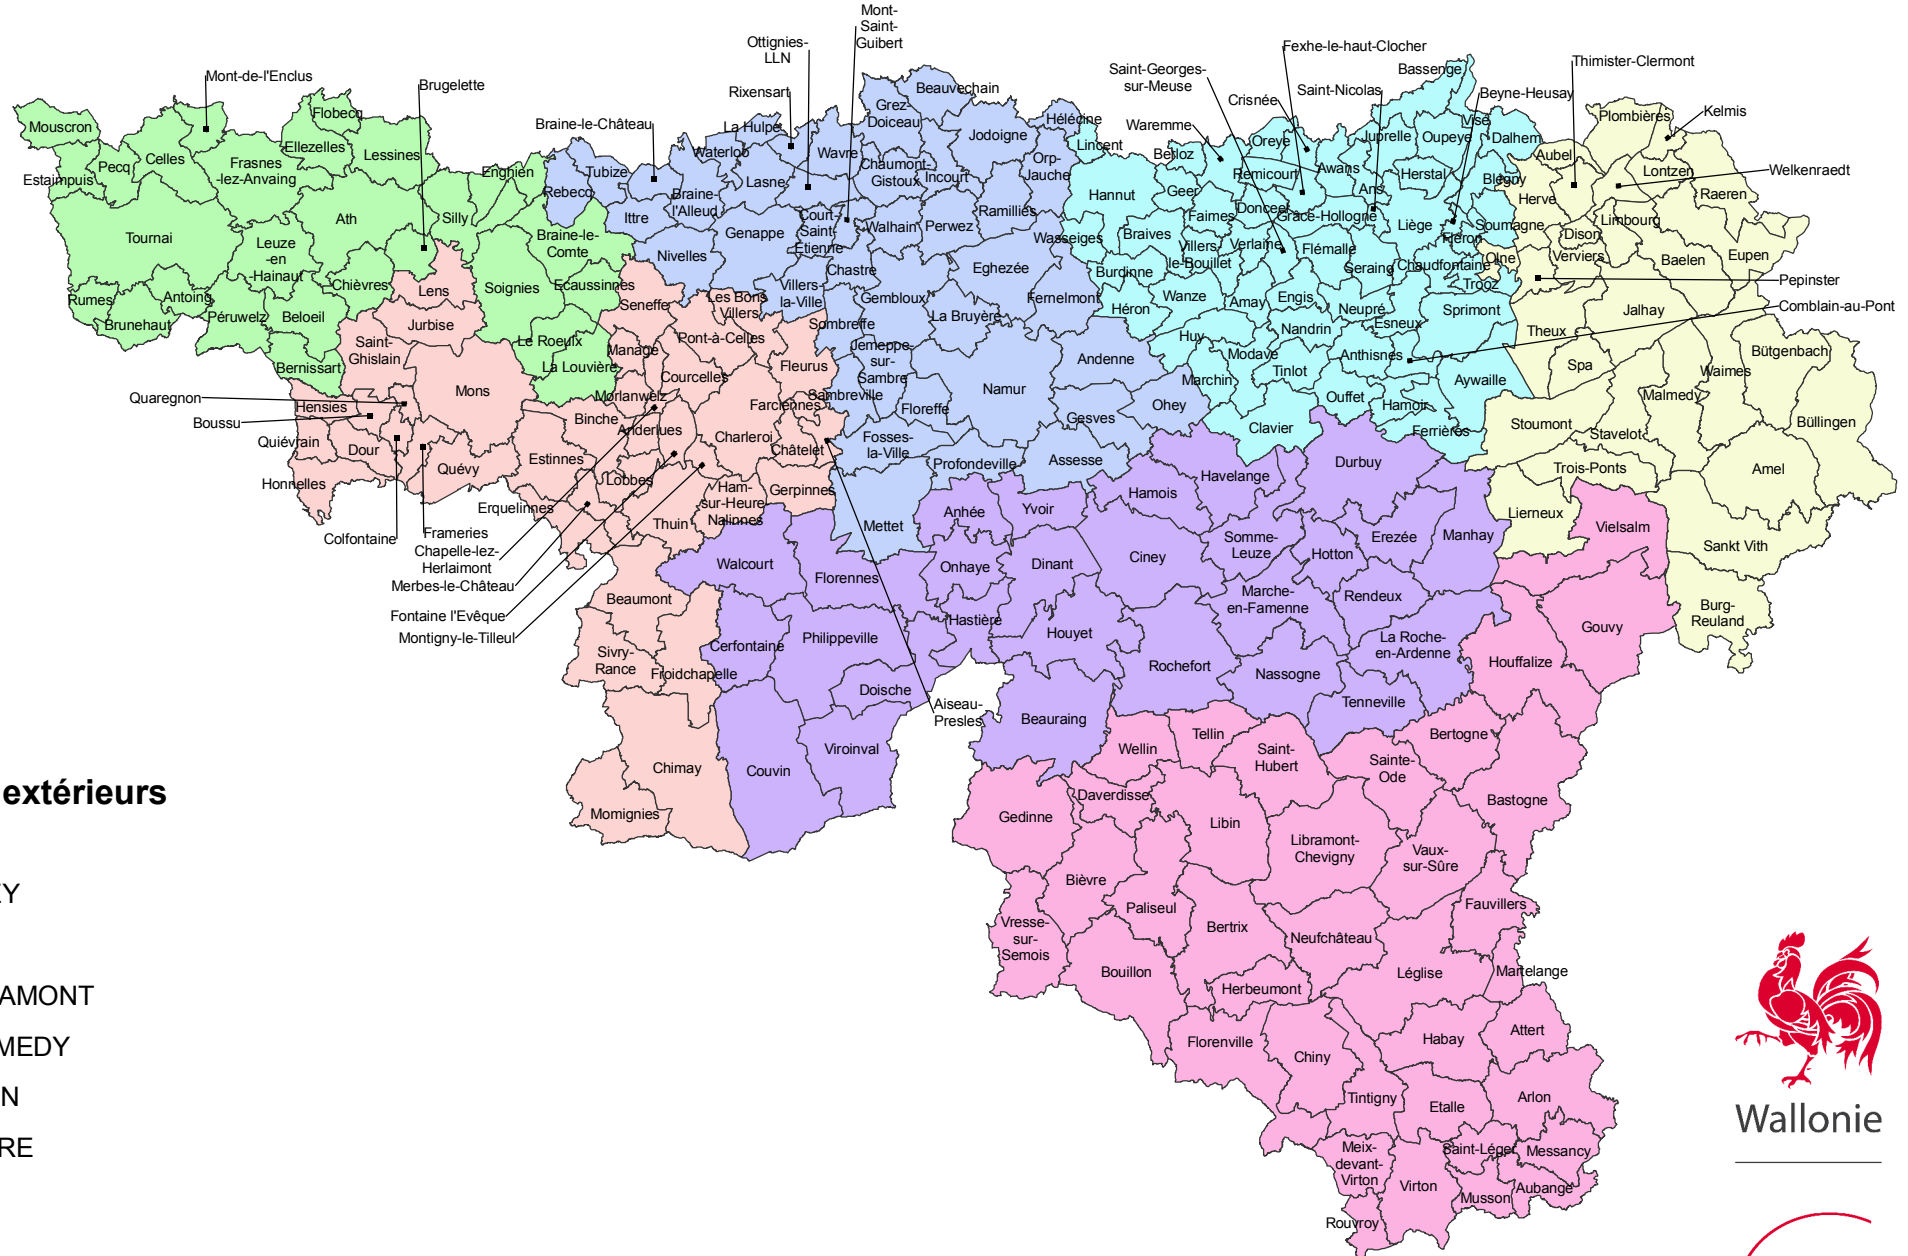 Mont-
Saint-
Guibert
Ottignies-
LLN
Fexhe-le-haut-Clocher
Mont-de-l'Enclus
Brugelette
Rixensart
Saint-Georges-
sur-Meuse
Bassenge
Thimister-Clermont
Saint-Nicolas
Crisnée
Beyne-Heusay
Kelmis
Beauvechain
Flobecq
Grez-
Doiceau
Plombières
Mouscron
Braine-le-Château
La Hulpe
Waremme
Hélécine
Jodoigne
Visé
Juprelle
Oupeye
Dalhem
Ellezelles
Lessines
Waterloo
Wavre
Lincent
Berloz
Oreye
Aubel
Pecq
Celles
Frasnes
-lez-Anvaing
Enghien
Tubize
Chaumont-
Gistoux
Orp-
Jauche
Awans
Herstal
Lontzen
Welkenraedt
Estaimpuis
Rebecq
Braine-
l'Alleud
Lasne
Incourt
Hannut
Geer
Remicourt
Ans
Blegny
Herve
Raeren
Tournai
Ath
Silly
Ittre
Court-
Saint-
Etienne
Walhain
Perwez
Ramillies
Faimes
Donceel
Grâce-Hollogne
Liège
Soumagne
Limbourg
Leuze
-en
-Hainaut
Braine-le-
Comte
Nivelles
Genappe
Wasseiges
Braives
Villers-
le-Bouillet
Verlaine
Flémalle
Fléron
Dison
Verviers
Baelen
Eupen
Chièvres
Chastre
Eghezée
Burdinne
Seraing
Chaudfontaine
Olne
Rumes
Antoing
Brunehaut
Péruwelz
Beloeil
Lens
Soignies
Ecaussinnes
Seneffe
Les Bons
Villers
Villers-
la-Ville
Gembloux
Fernelmont
Héron
Wanze
Amay
Engis
Neupré
Trooz
Sprimont
Pepinster
Comblain-au-Pont
Jalhay
Jurbise
Le Roeulx
Sombreffe
La Bruyère
Huy
Nandrin
Esneux
Theux
Saint-
Ghislain
Bernissart
Manage
Pont-à-Celles
Jemeppe-
sur-
Sambre
Andenne
Modave
Anthisnes
Bütgenbach
La Louvière
Courcelles
Fleurus
Marchin
Tinlot
Aywaille
Spa
Waimes
Mons
Morlanwelz
Sambreville
Namur
Quaregnon
Hensies
Farciennes
Floreffe
Gesves
Ohey
Ouffet
Hamoir
Malmedy
Boussu
Binche
Anderlues
Charleroi
Clavier
Ferrières
Stoumont
Stavelot
Büllingen
Quiévrain
Dour
Châtelet
Fosses-
la-Ville
Estinnes
Profondeville
Assesse
Durbuy
Trois-Ponts
Amel
Honnelles
Quévy
Lobbes
Ham-
sur-Heure-
Nalinnes
Gerpinnes
Havelange
Hamois
Erquelinnes
Thuin
Mettet
Anhée
Yvoir
Lierneux
Vielsalm
Colfontaine
Frameries
Chapelle-lez-
Herlaimont
Somme-
Leuze
Hotton
Erezée
Manhay
Sankt Vith
Merbes-le-Château
Walcourt
Florennes
Onhaye
Dinant
Ciney
Beaumont
Marche-
en-Famenne
Rendeux
Burg-
Reuland
Fontaine l'Evêque
Montigny-le-Tilleul
Hastière
Philippeville
Cerfontaine
Houyet
La Roche-
en-Ardenne
Gouvy
Sivry-
Rance
Froidchapelle
Rochefort
Nassogne
Houffalize
Doische
Tenneville
Aiseau-
Presles
Beauraing
Viroinval
Couvin
Chimay
Wellin
Tellin
Saint-
Hubert
Sainte-
Ode
Bertogne
extérieurs
Momignies
Gedinne
Daverdisse
Libin
Bastogne
Libramont-
Chevigny
Vaux-
sur-Sûre
EY
Bièvre
Paliseul
Fauvillers
Vresse-
sur-
Semois
Bertrix
Neufchâteau
Bouillon
Léglise
Martelange
AMONT
Herbeumont
MEDY
Florenville
Chiny
Habay
Attert
N
Tintigny
Etalle
Arlon
Wallonie
RE
Meix-
devant-
Virton
Saint-Léger
Messancy
Virton
Musson
Aubange
Rouvroy